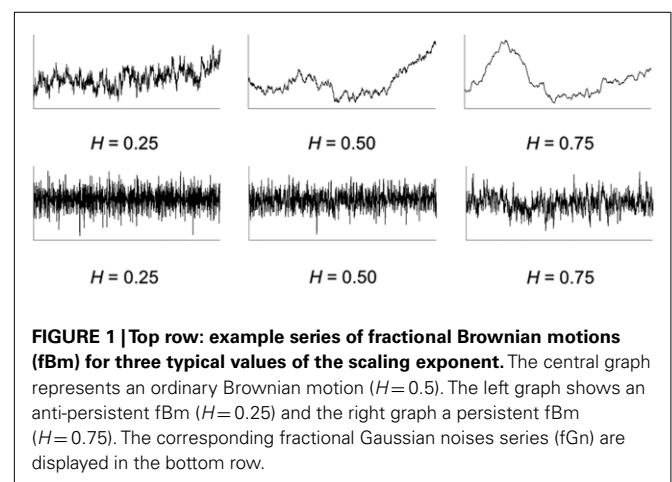 H = 0.25 H = 0.50 H = 0.75
H = 0.25 H = 0.50 H = 0.75
FIGURE 1 | Top row: example series of fractional Brownian motions
(fBm) for three typical values of the scaling exponent. The central graph
represents an ordinary Brownian motion (H = 0.5). The left graph shows an
anti-persistent fBm (H = 0.25) and the right graph a persistent fBm
(H = 0.75). The corresponding fractional Gaussian noises series (fGn) are
displayed in the bottom row.